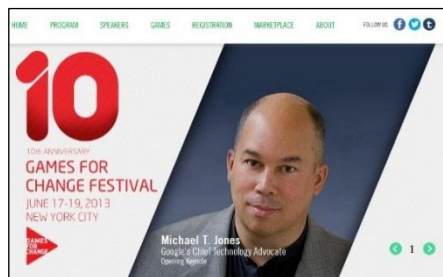 HOME PROGRAM SPEAKERS GAMES REGISTRATION MARKETPLACE ABOUT FOLLOW US
10
10th ANNIVERSARY
GAMES FOR
CHANGE FESTIVAL
JUNE 17-19, 2013
NEW YORK CITY
GAMES
FOR
CHANGE
Michael T. Jones
Google's Chief Technology
Advocate
Opening Keynote
1